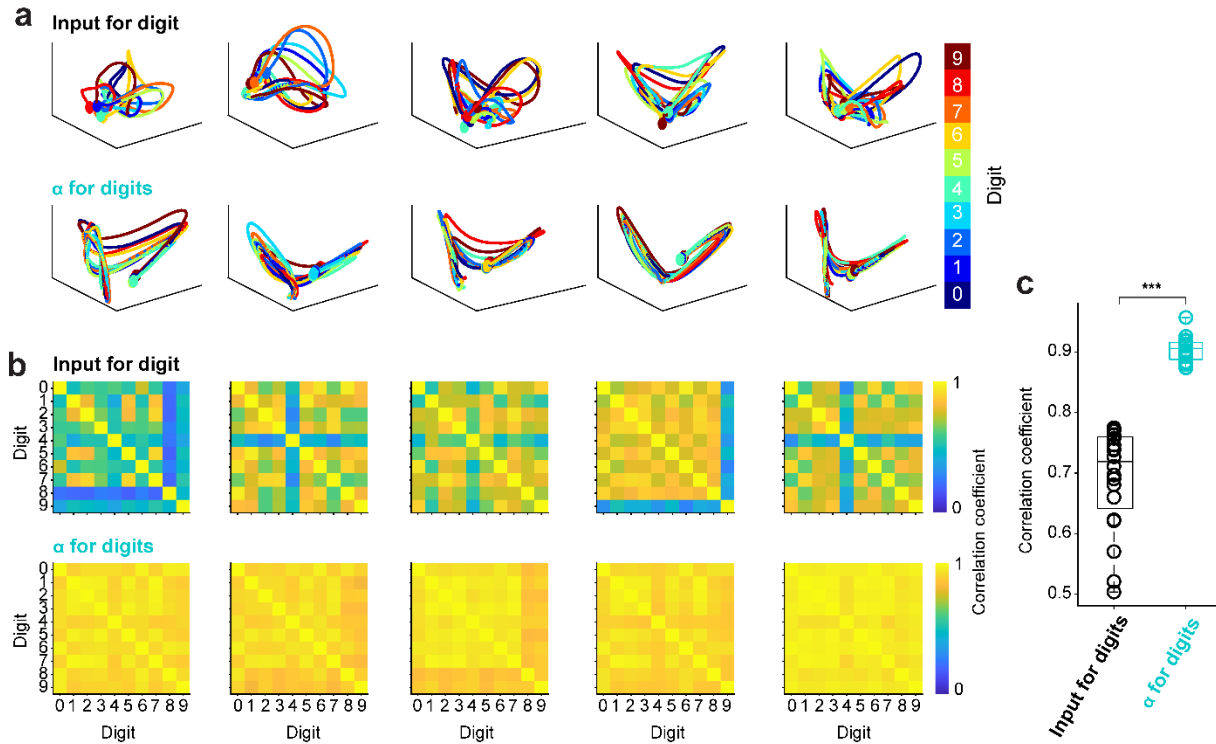 a
Input for digit
α for digits
9
8
7
6
5
4
3
2
1
0
Digit
b
Input for digit
Digit
0
1
2
3
4
5
6
7
8
9
1
0
Correlation coefficient
α for digits
Digit
0
1
2
3
4
5
6
7
8
9
1
0
0 1 2 3 4 5 6 7 8 9
0 1 2 3 4 5 6 7 8 9
0 1 2 3 4 5 6 7 8 9
0 1 2 3 4 5 6 7 8 9
0 1 2 3 4 5 6 7 8 9
Digit
Digit
Digit
Digit
Digit
c
***
Correlation coefficient
0.9
0.8
0.7
0.6
0.5
Input for digits
α for digits